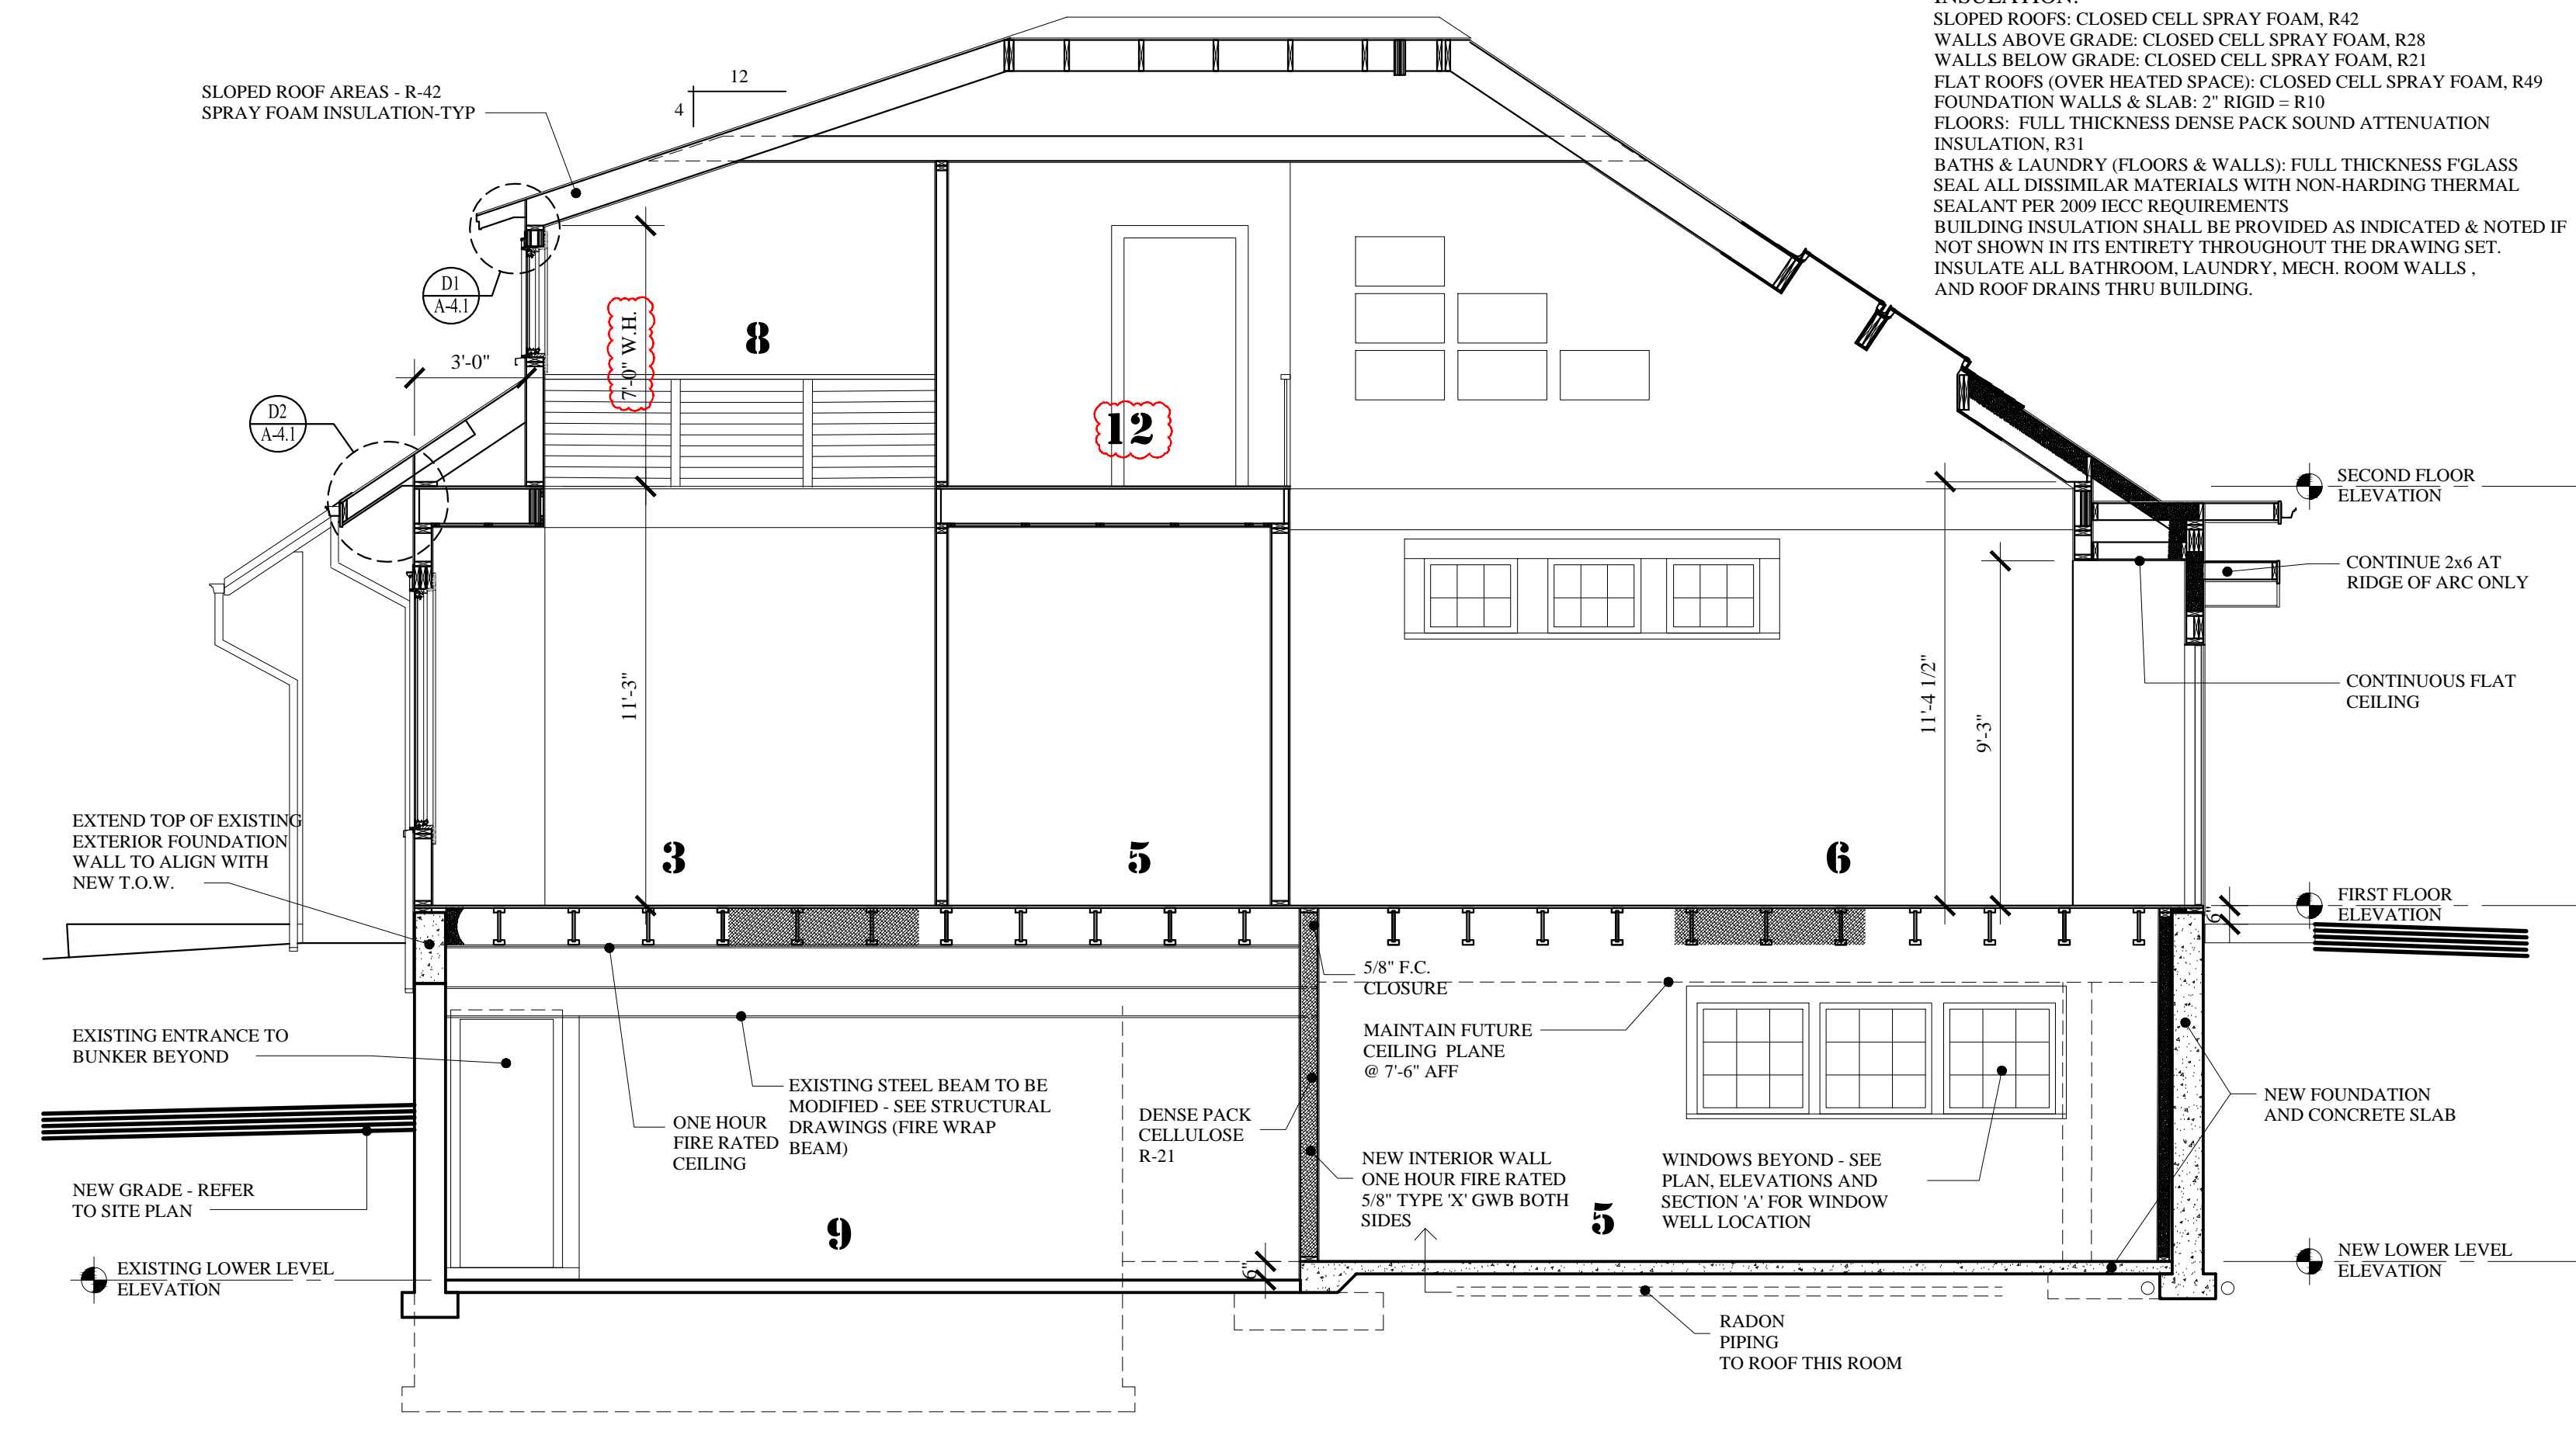 INSULATION:
SLOPED ROOFS: CLOSED CELL SPRAY FOAM, R42
WALLS ABOVE GRADE: CLOSED CELL SPRAY FOAM, R28
WALLS BELOW GRADE: CLOSED CELL SPRAY FOAM, R21
FLAT ROOFS (OVER HEATED SPACE): CLOSED CELL SPRAY FOAM, R49
FOUNDATION WALLS & SLAB: 2" RIGID = R10
FLOORS: FULL THICKNESS DENSE PACK SOUND ATTENUATION
INSULATION, R31
BATHS & LAUNDRY (FLOORS & WALLS): FULL THICKNESS F'GLASS
SEAL ALL DISSIMILAR MATERIALS WITH NON-HARDING THERMAL
SEALANT PER 2009 IECC REQUIREMENTS
BUILDING INSULATION SHALL BE PROVIDED AS INDICATED & NOTED IF
NOT SHOWN IN ITS ENTIRETY THROUGHOUT THE DRAWING SET.
INSULATE ALL BATHROOM, LAUNDRY, MECH. ROOM WALLS ,
AND ROOF DRAINS THRU BUILDING.
12
4
SLOPED ROOF AREAS - R-42
SPRAY FOAM INSULATION-TYP
D1
A-4.1
3'-0"
7'-0" W.H.
8
D2
A-4.1
12
SECOND FLOOR
ELEVATION
CONTINUE 2x6 AT
RIDGE OF ARC ONLY
CONTINUOUS FLAT
CEILING
11'-3"
11'-4 1/2"
9'-3"
EXTEND TOP OF EXISTING
EXTERIOR FOUNDATION
WALL TO ALIGN WITH
NEW T.O.W.
3
5
6
FIRST FLOOR
ELEVATION
6"
5/8" F.C.
CLOSURE
MAINTAIN FUTURE
CEILING PLANE
@ 7'-6" AFF
EXISTING ENTRANCE TO
BUNKER BEYOND
EXISTING STEEL BEAM TO BE
MODIFIED - SEE STRUCTURAL
DRAWINGS (FIRE WRAP
BEAM)
ONE HOUR
FIRE RATED
CEILING
DENSE PACK
CELLULOSE
R-21
NEW FOUNDATION
AND CONCRETE SLAB
NEW INTERIOR WALL
ONE HOUR FIRE RATED
5/8" TYPE 'X' GWB BOTH
SIDES
WINDOWS BEYOND - SEE
PLAN, ELEVATIONS AND
SECTION 'A' FOR WINDOW
WELL LOCATION
NEW GRADE - REFER
TO SITE PLAN
9
5
6"
EXISTING LOWER LEVEL
ELEVATION
NEW LOWER LEVEL
ELEVATION
RADON
PIPING
TO ROOF THIS ROOM